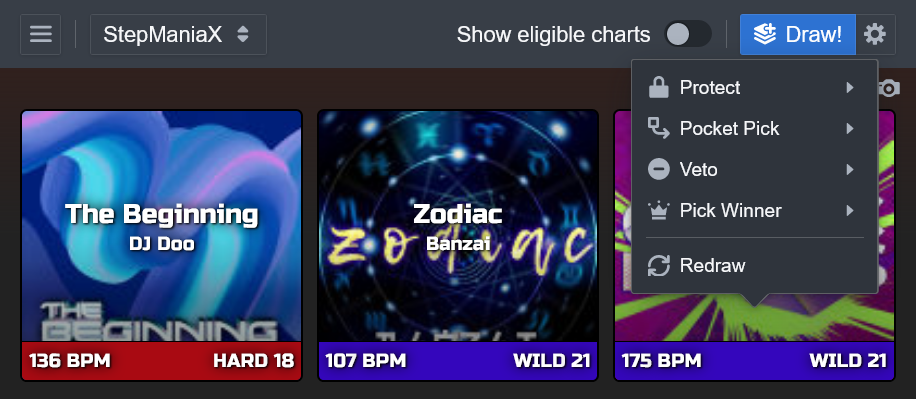 StepManiaX
Show eligible charts
Draw!
Protect
Pocket Pick
Veto
Pick Winner
Redraw
The Beginning
DJ Doo
THE
BEGINNING
136 BPM
HARD 18
Zodiac
Banzai
zodiac
107 BPM
WILD 21
175 BPM
WILD 21